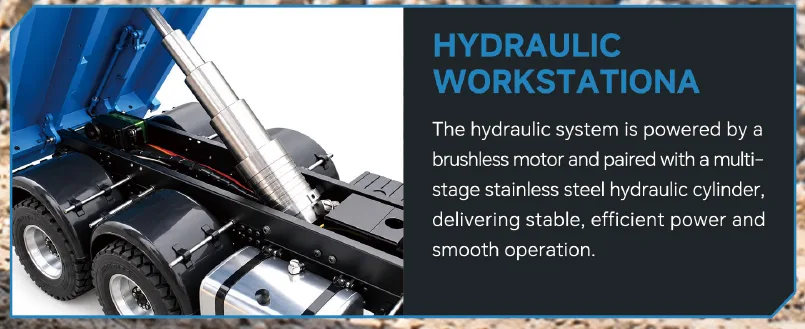 HYDRAULIC
WORKSTATIONA
The hydraulic system is powered by a
brushless motor and paired with a multi-
stage stainless steel hydraulic cylinder,
delivering stable, efficient power and
smooth operation.